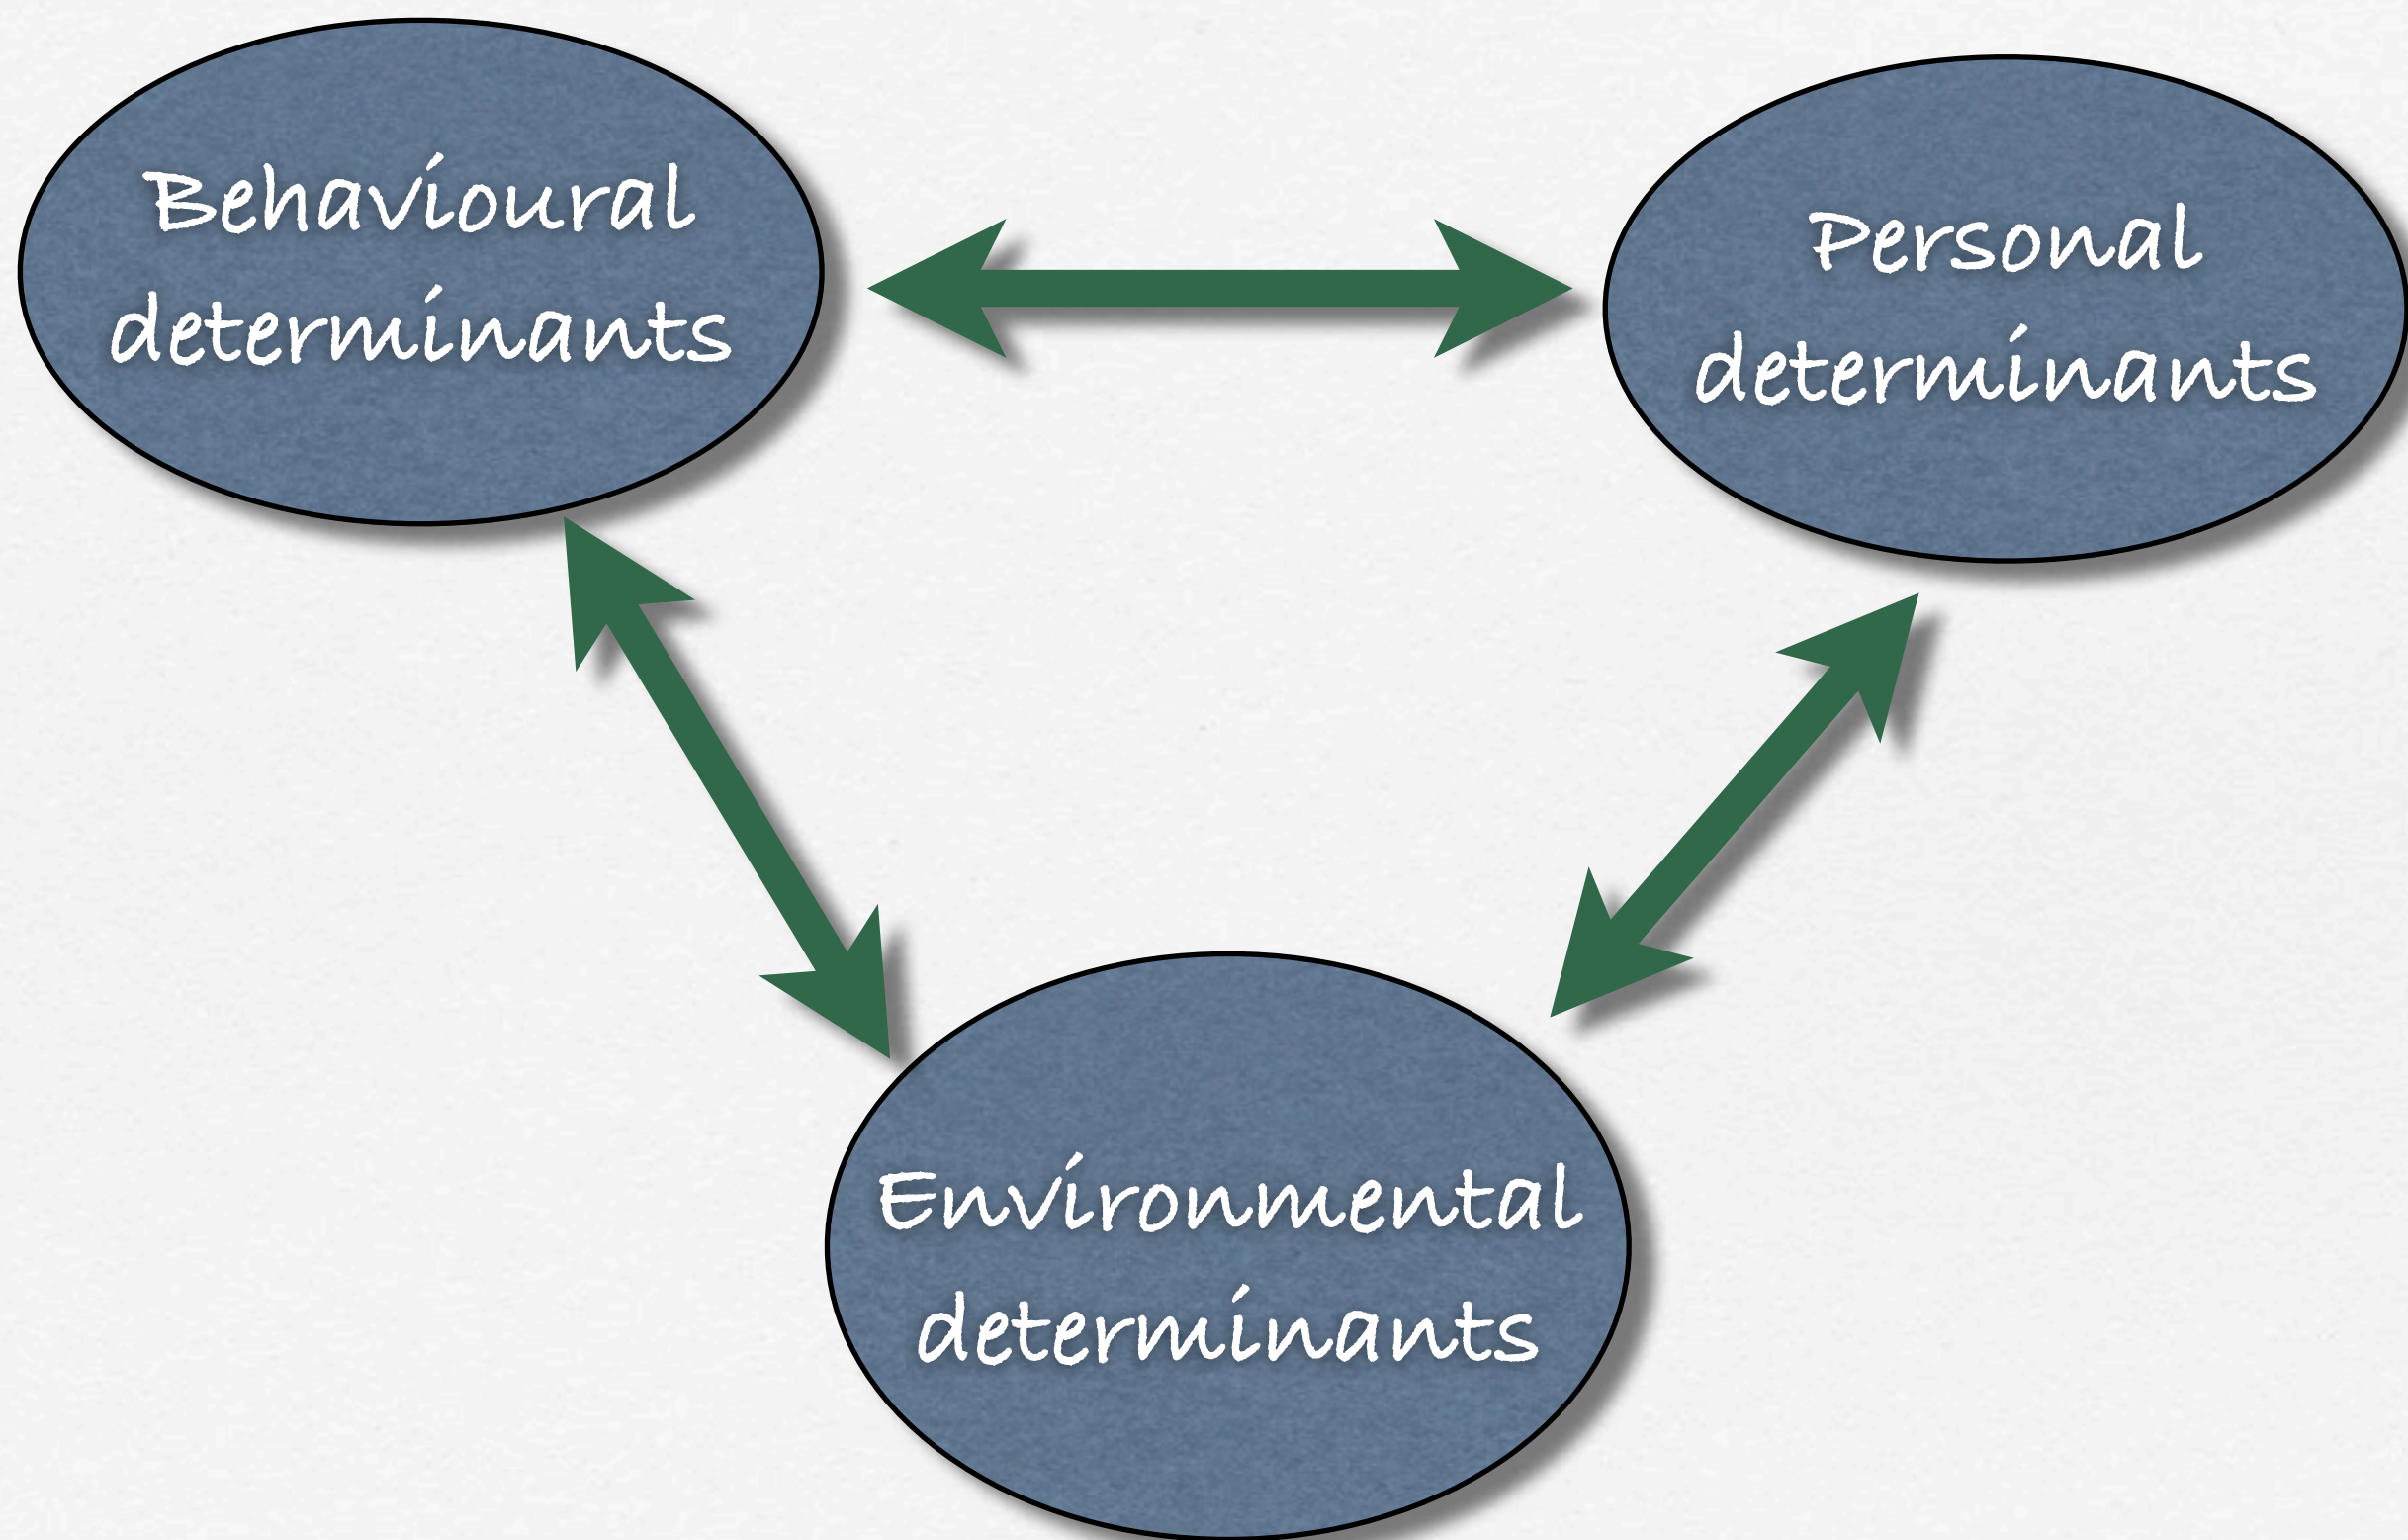 Behavioural
determinants
Personal
determinants
Environmental
determinants